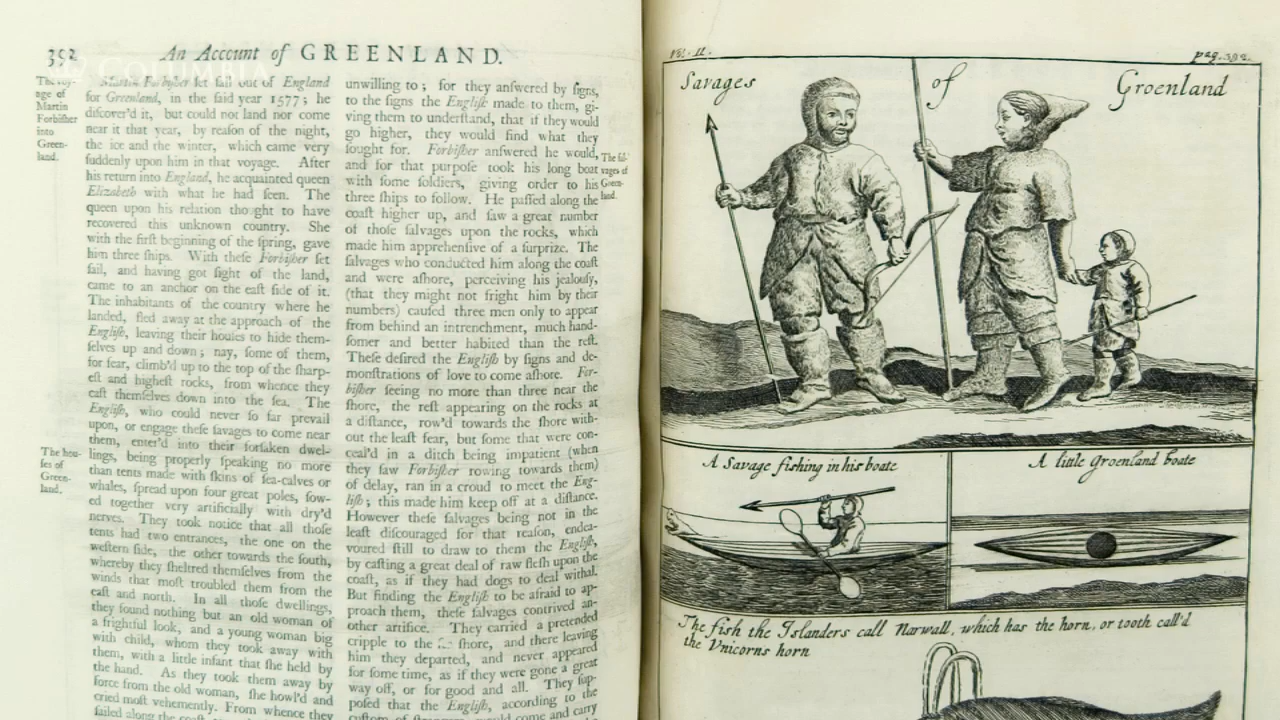 392
An Account of GREENLAND.
The voy-
age of
Martin
Forbisher
into
Green-
land.
Martin Forbisher set sail out of England
for Greenland, in the said year 1577; he
discover'd it, but could not land nor come
near it that year, by reason of the night,
the ice and the winter, which came very
suddenly upon him in that voyage. After
his return into England, he acquainted queen
Elizabeth with what he had seen. The
queen upon his relation thought to have
recovered this unknown country. She
with the first beginning of the spring, gave
him three ships. With these Forbisher set
sail, and having got sight of the land,
came to an anchor on the east side of it.
The inhabitants of the country where he
landed, fled away at the approach of the
English, leaving their houses to hide them-
selves up and down; nay, some of them,
for fear, climb'd up to the top of the sharp-
est and highest rocks, from whence they
cast themselves down into the sea. The
English, who could never so far prevail
upon, or engage these savages to come near
them, enter'd into their forsaken dwel-
The hou-
ses of
Green-
land.
lings, being properly speaking no more
than tents made with skins of sea-calves or
whales, spread upon four great poles, sow-
ed together very artificially with dry'd
nerves. They took notice that all those
tents had two entrances, the one on the
western side, the other towards the south,
whereby they sheltred themselves from the
winds that most troubled them from the
east and north. In all those dwellings,
they found nothing but an old woman of
a frightful look, and a young woman big
with child, whom they took away with
them, with a little infant that she held by
the hand. As they took them away by
force from the old woman, she howl'd and
cried most vehemently. From whence they
sailed along the coast
unwilling to; for they answered by signs,
to the signs the English made to them, gi-
ving them to understand, that if they would
go higher, they would find what they
sought for. Forbisher answered he would,
and for that purpose took his long boat
with some soldiers, giving order to his
three ships to follow. He passed along the
coast higher up, and saw a great number
of those salvages upon the rocks, which
made him apprehensive of a surprize. The
salvages who conducted him along the coast
and were ashore, perceiving his jealousy,
(that they might not fright him by their
numbers) caused three men only to appear
from behind an intrenchment, much hand-
somer and better habited than the rest.
These desired the English by signs and de-
monstrations of love to come ashore. For-
bisher seeing no more than three near the
shore, the rest appearing on the rocks at
a distance, row'd towards the shore with-
out the least fear, but some that were con-
ceal'd in a ditch being impatient (when
they saw Forbisher rowing towards them)
of delay, ran in a croud to meet the Eng-
lish; this made him keep off at a distance.
However these salvages being not in the
least discouraged for that reason, endea-
voured still to draw to them the English,
by casting a great deal of raw flesh upon the
coast, as if they had dogs to deal withal.
But finding the English to be afraid to ap-
proach them, these salvages contrived an-
other artifice. They carried a pretended
cripple to the shore, and there leaving
him they departed, and never appeared
for some time, as if they were gone a great
way off, or for good and all. They sup-
posed that the English, according to the
custom of would come and carry
The sal-
vages of
Green-
land.
Vol. II.
pag. 392.
Savages of Groenland
A Savage fishing in his boate
A little Groenland boate
The fish the Islanders call Narwall, which has the horn, or tooth call'd
the Vnicorns horn
COLUMBIA